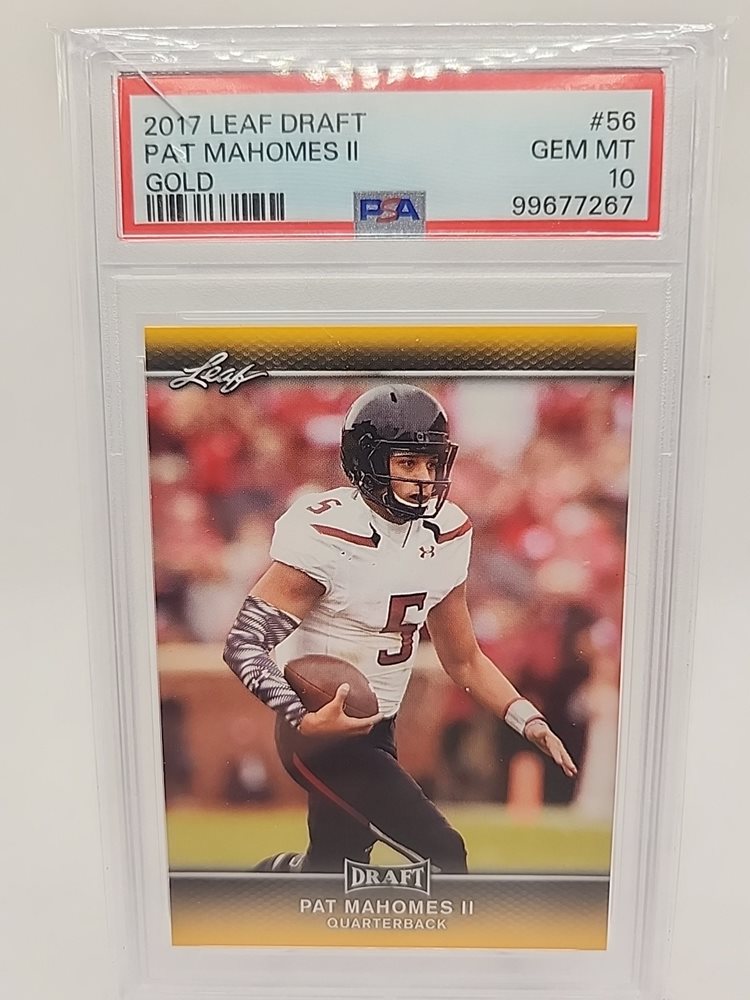 2017 LEAF DRAFT #56
PAT MAHOMES II GEM MT
GOLD 10
PSA 99677267
Leaf
5
5
DRAFT
PAT MAHOMES II
QUARTERBACK